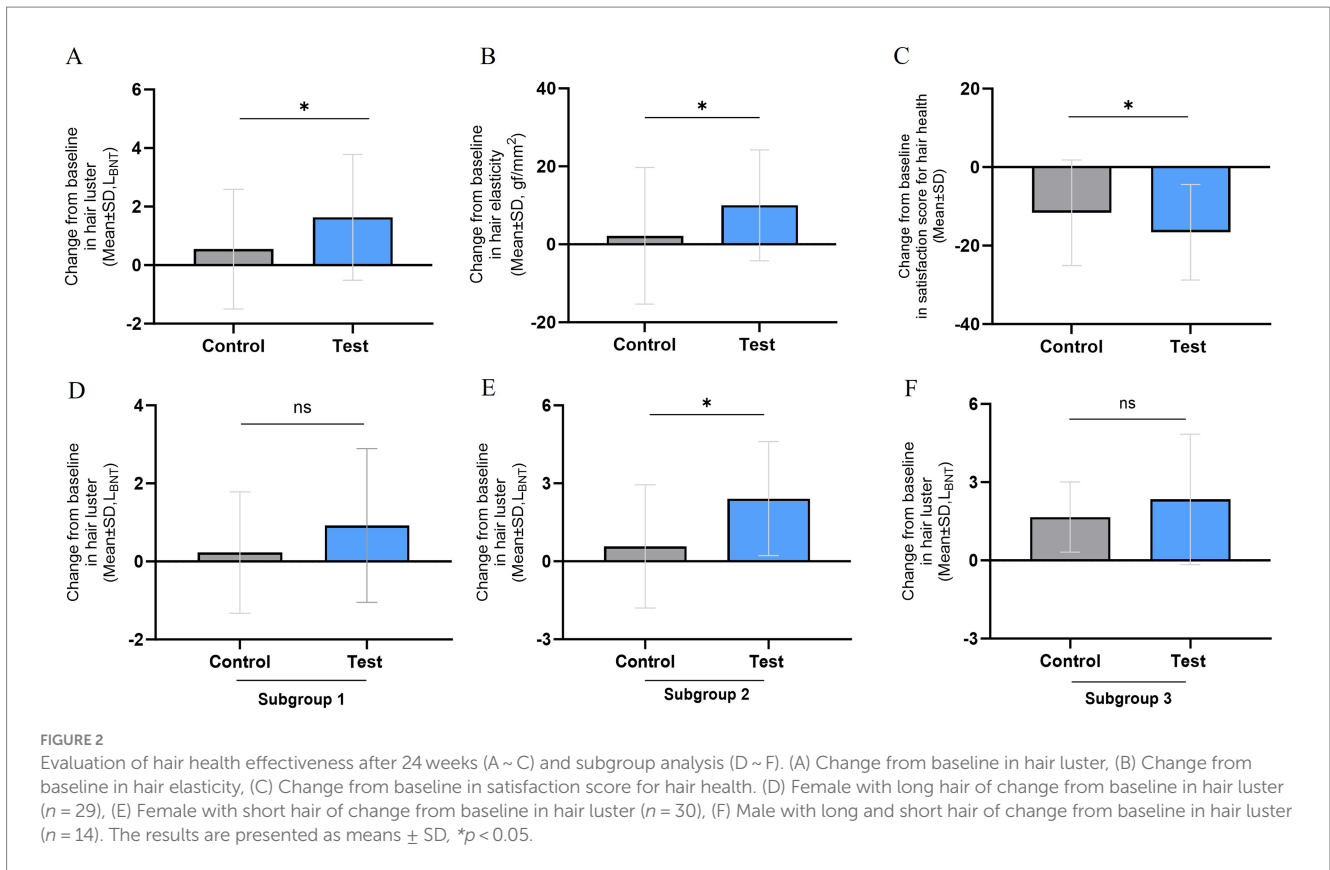 A
Change from baseline
in hair luster
(Mean±SD,L_BNT)
6
4
2
0
-2
*
Control
Test
B
Change from baseline
in hair elasticity
(Mean±SD, gf/mm²)
40
20
0
-20
*
Control
Test
C
Change
from baseline
in satisfaction score for hair health
(Mean±SD)
20
0
-20
-40
*
Control
Test
D
Change from baseline
in hair luster
(Mean±SD,L_BNT)
4
2
0
-2
ns
Control
Test
Subgroup 1
E
Change from baseline
in hair luster
(Mean±SD,L_BNT)
6
3
0
-3
*
Control
Test
Subgroup 2
F
Change from baseline
in hair luster
(Mean±SD,L_BNT)
6
3
0
-3
ns
Control
Test
Subgroup 3
FIGURE 2
Evaluation of hair health effectiveness after 24 weeks (A ~ C) and subgroup analysis (D ~ F). (A) Change from baseline in hair luster, (B) Change from
baseline in hair elasticity, (C) Change from baseline in satisfaction score for hair health. (D) Female with long hair of change from baseline in hair luster
(n = 29), (E) Female with short hair of change from baseline in hair luster (n = 30), (F) Male with long and short hair of change from baseline in hair luster
(n = 14). The results are presented as means ± SD, *p < 0.05.